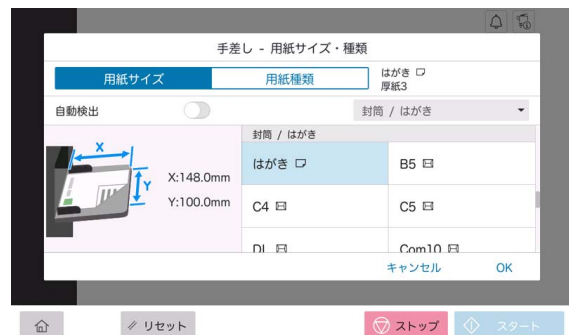 手差し - 用紙サイズ・種類
用紙サイズ
用紙種類
はがき
厚紙3
自動検出
封筒 / はがき
封筒 / はがき
X
Y
X:148.0mm
Y:100.0mm
はがき
B5
C4
C5
DL
Com10
キャンセル
OK
リセット
ストップ
スタート